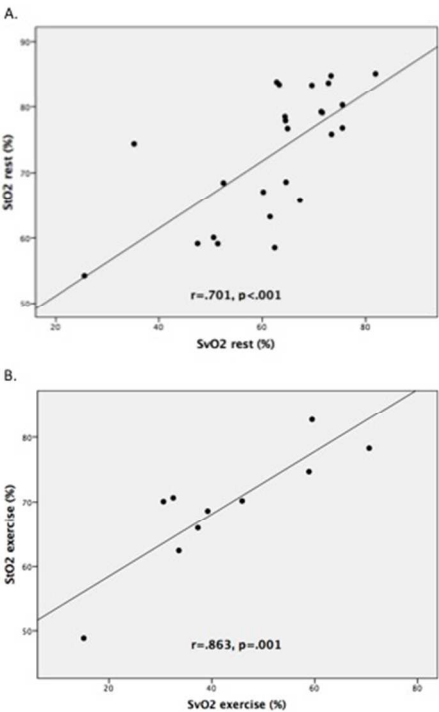 A.
90
80
70
60
50
StO2 rest (%)
r=.701, p<.001
20 40 60 80
SvO2 rest (%)
B.
80
70
60
50
StO2 exercise (%)
r=.863, p=.001
20 40 60 80
SvO2 exercise (%)